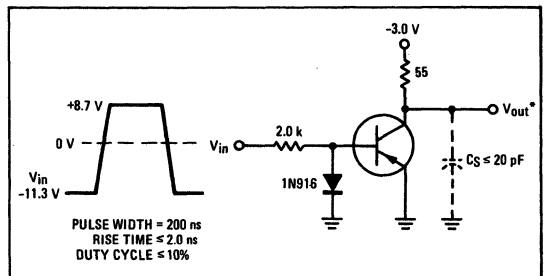 -3.0 V
55
+8.7 V
0 V
Vin
-11.3 V
Vin
2.0 k
1N916
Vout*
CS ≤ 20 pF
PULSE WIDTH = 200 ns
RISE TIME ≤ 2.0 ns
DUTY CYCLE ≤ 10%